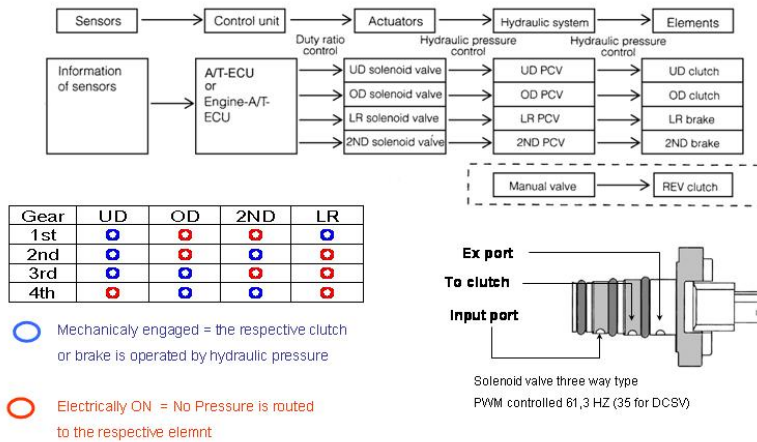 Sensors
Control unit
Actuators
Hydraulic system
Elements
Duty ratio
control
Hydraulic pressure
control
Hydraulic pressure
control
Information
of sensors
A/T-ECU
or
Engine-A/T-
ECU
UD solenoid valve
UD PCV
UD clutch
OD solenoid valve
OD PCV
OD clutch
LR solenoid valve
LR PCV
LR brake
2ND solenoid valve
2ND PCV
2ND brake
Manual valve
REV clutch
Gear UD OD 2ND LR
1st
2nd
3rd
4th
Ex port
To clutch
Input port
Mechanicaly engaged = the respective clutch
or brake is operated by hydraulic pressure
Electrically ON = No Pressure is routed
to the respective elemnt
Solenoid valve three way type
PWM controlled 61,3 HZ (35 for DCSV)